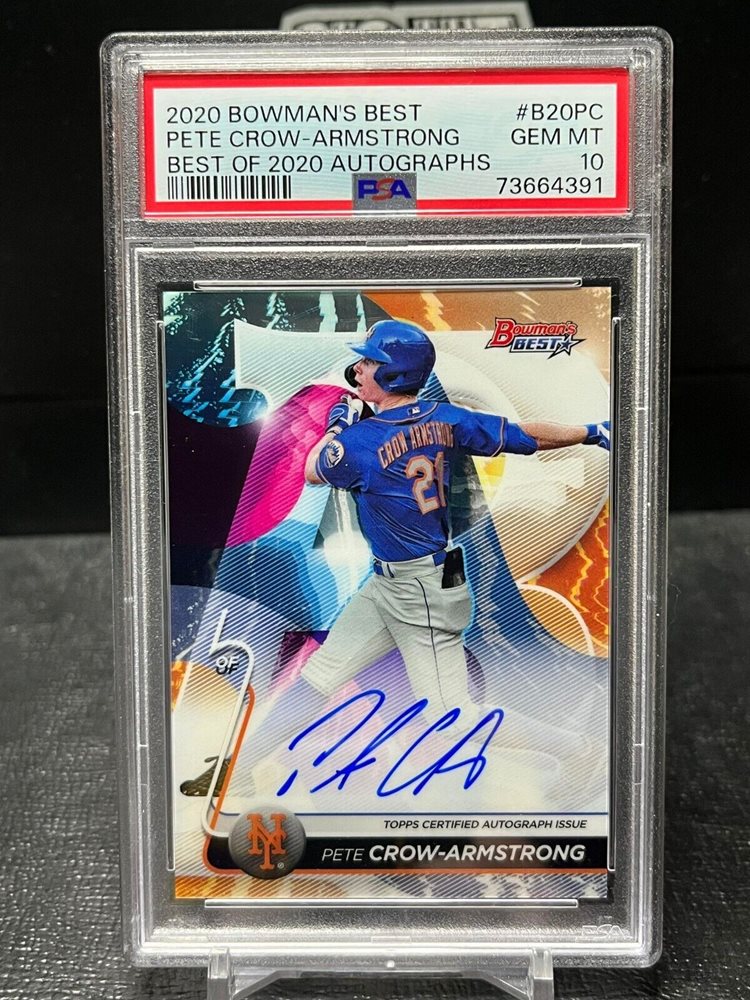 2020 BOWMAN'S BEST #B20PC
PETE CROW-ARMSTRONG GEM MT
BEST OF 2020 AUTOGRAPHS 10
PSA 73664391
Bowman's
BEST
CROW ARMSTRONG
21
OF
TOPPS CERTIFIED AUTOGRAPH ISSUE
NY
PETE CROW-ARMSTRONG